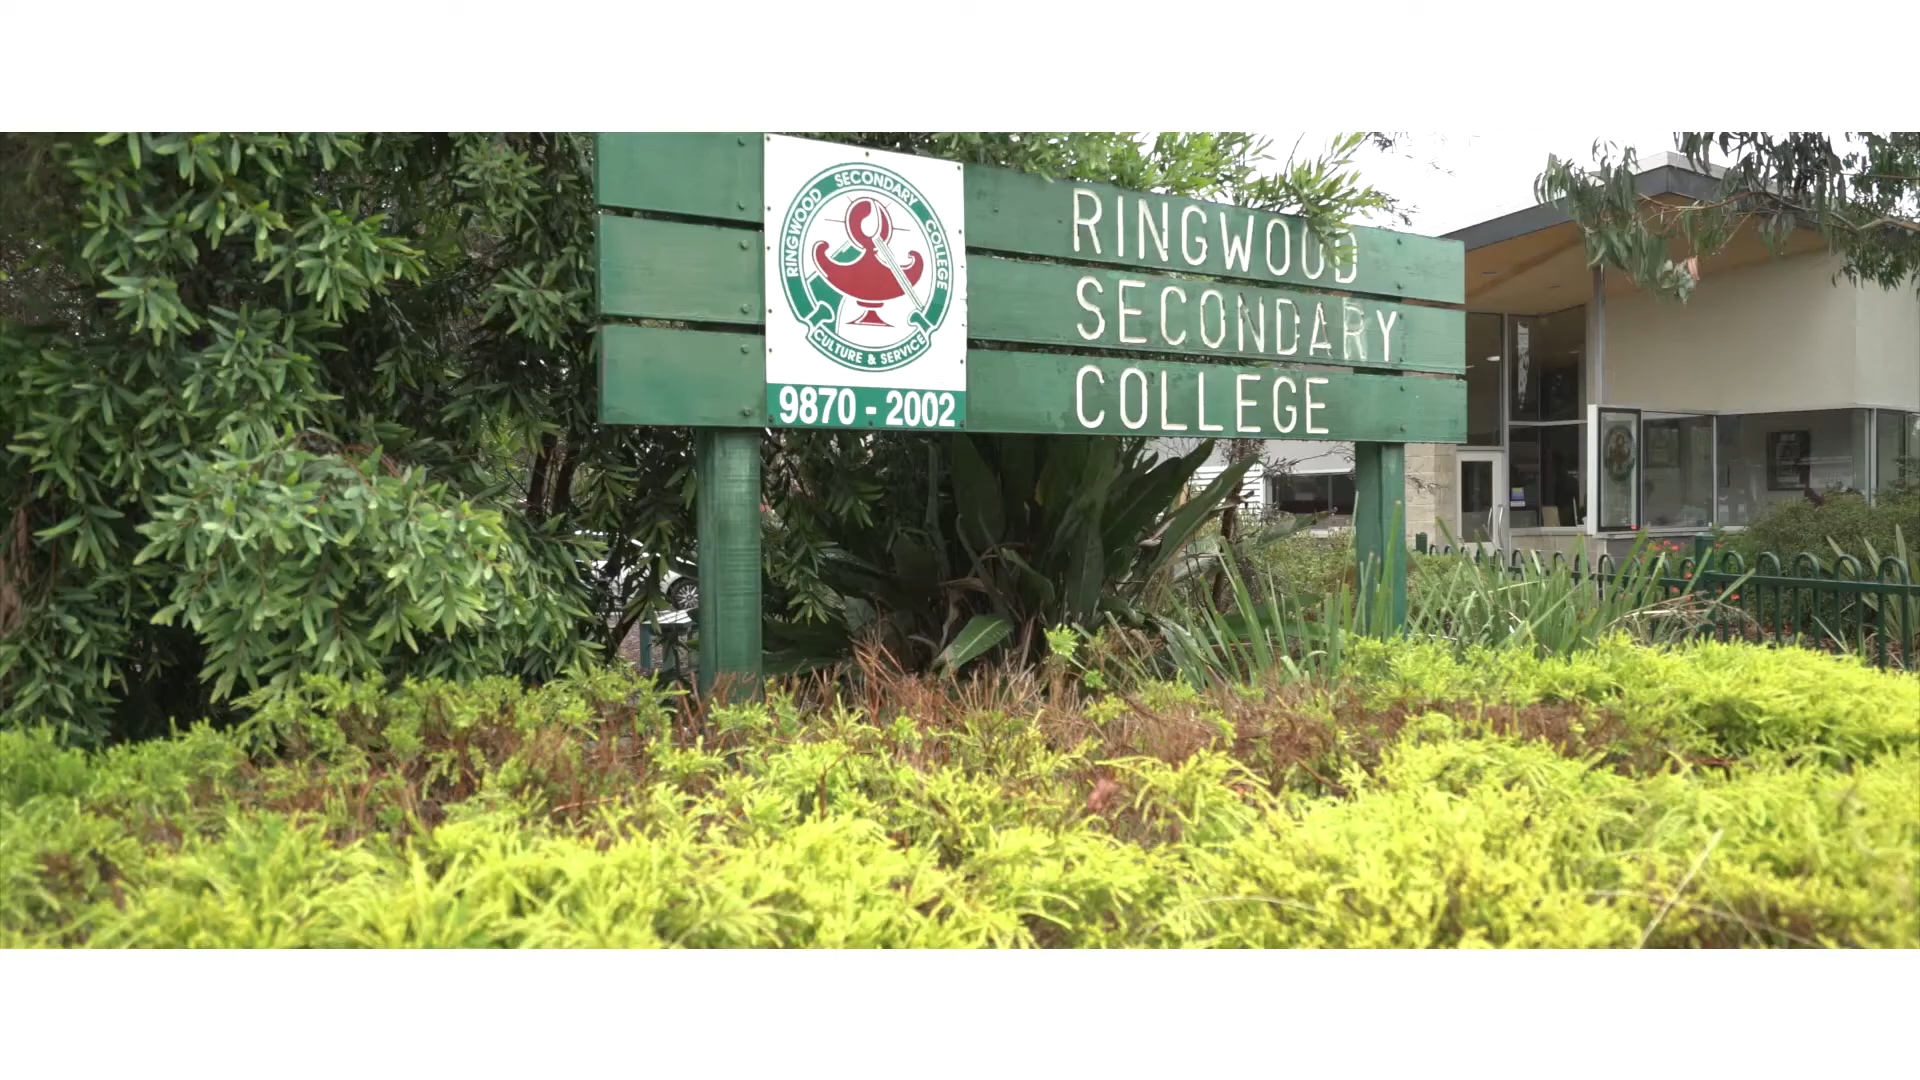 RINGWOOD SECONDARY COLLEGE
CULTURE & SERVICE
9870 - 2002
RINGWOOD
SECONDARY
COLLEGE